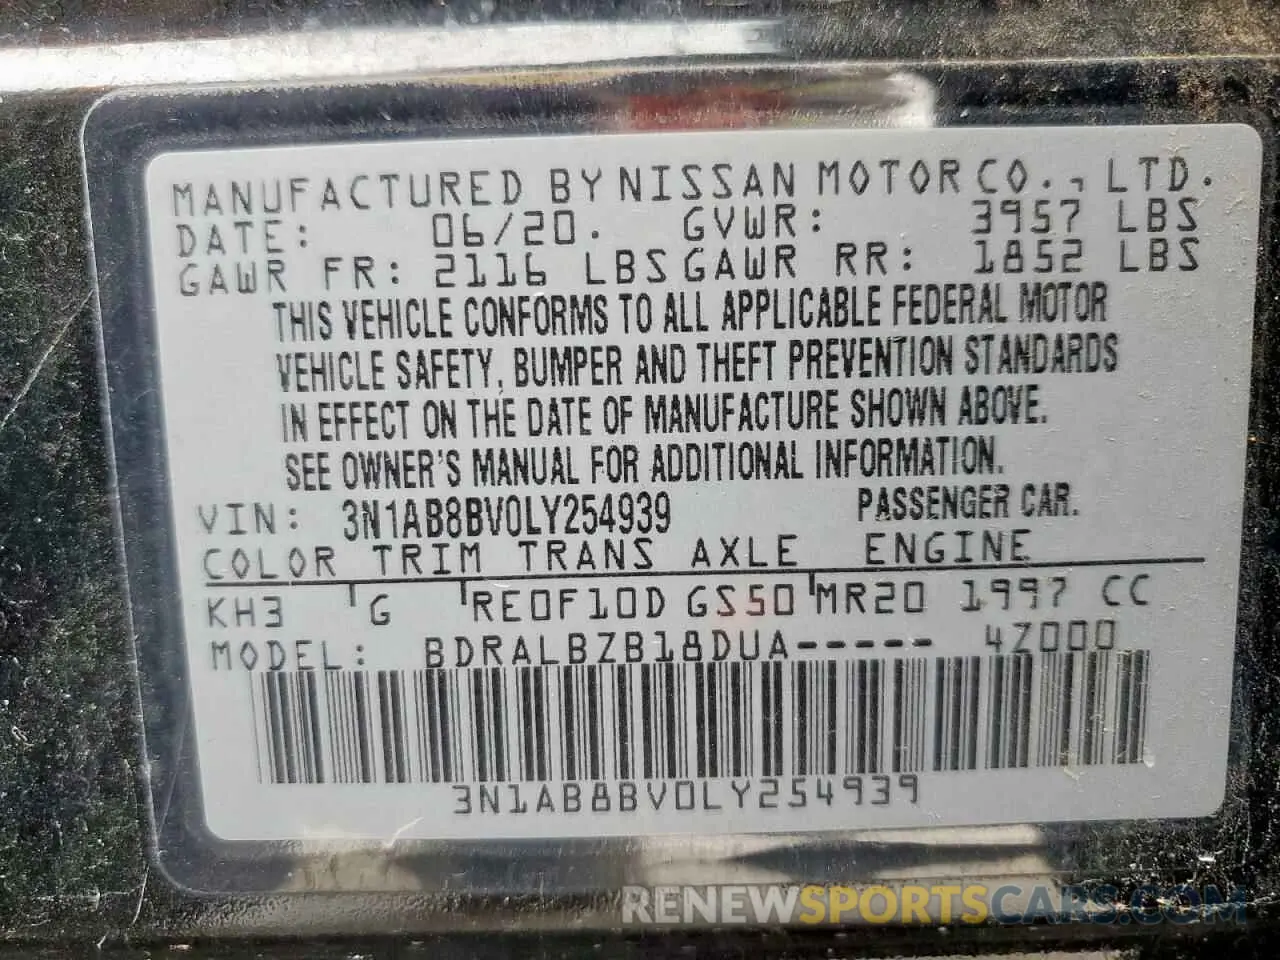 MANUFACTURED BY NISSAN MOTOR CO., LTD.
DATE: 06/20. GVWR: 3957 LBS
GAWR FR: 2116 LBS GAWR RR: 1852 LBS
THIS VEHICLE CONFORMS TO ALL APPLICABLE FEDERAL MOTOR
VEHICLE SAFETY, BUMPER AND THEFT PREVENTION STANDARDS
IN EFFECT ON THE DATE OF MANUFACTURE SHOWN ABOVE.
SEE OWNER'S MANUAL FOR ADDITIONAL INFORMATION.
VIN: 3N1AB8BV0LY254939 PASSENGER CAR.
COLOR TRIM TRANS AXLE ENGINE
KH3 G RE0F10D GS50 MR20 1997 CC
MODEL: BDRALBZB18DUA----- 4Z000
3N1AB8BV0LY254939
RENEWSPORTSCARS.COM